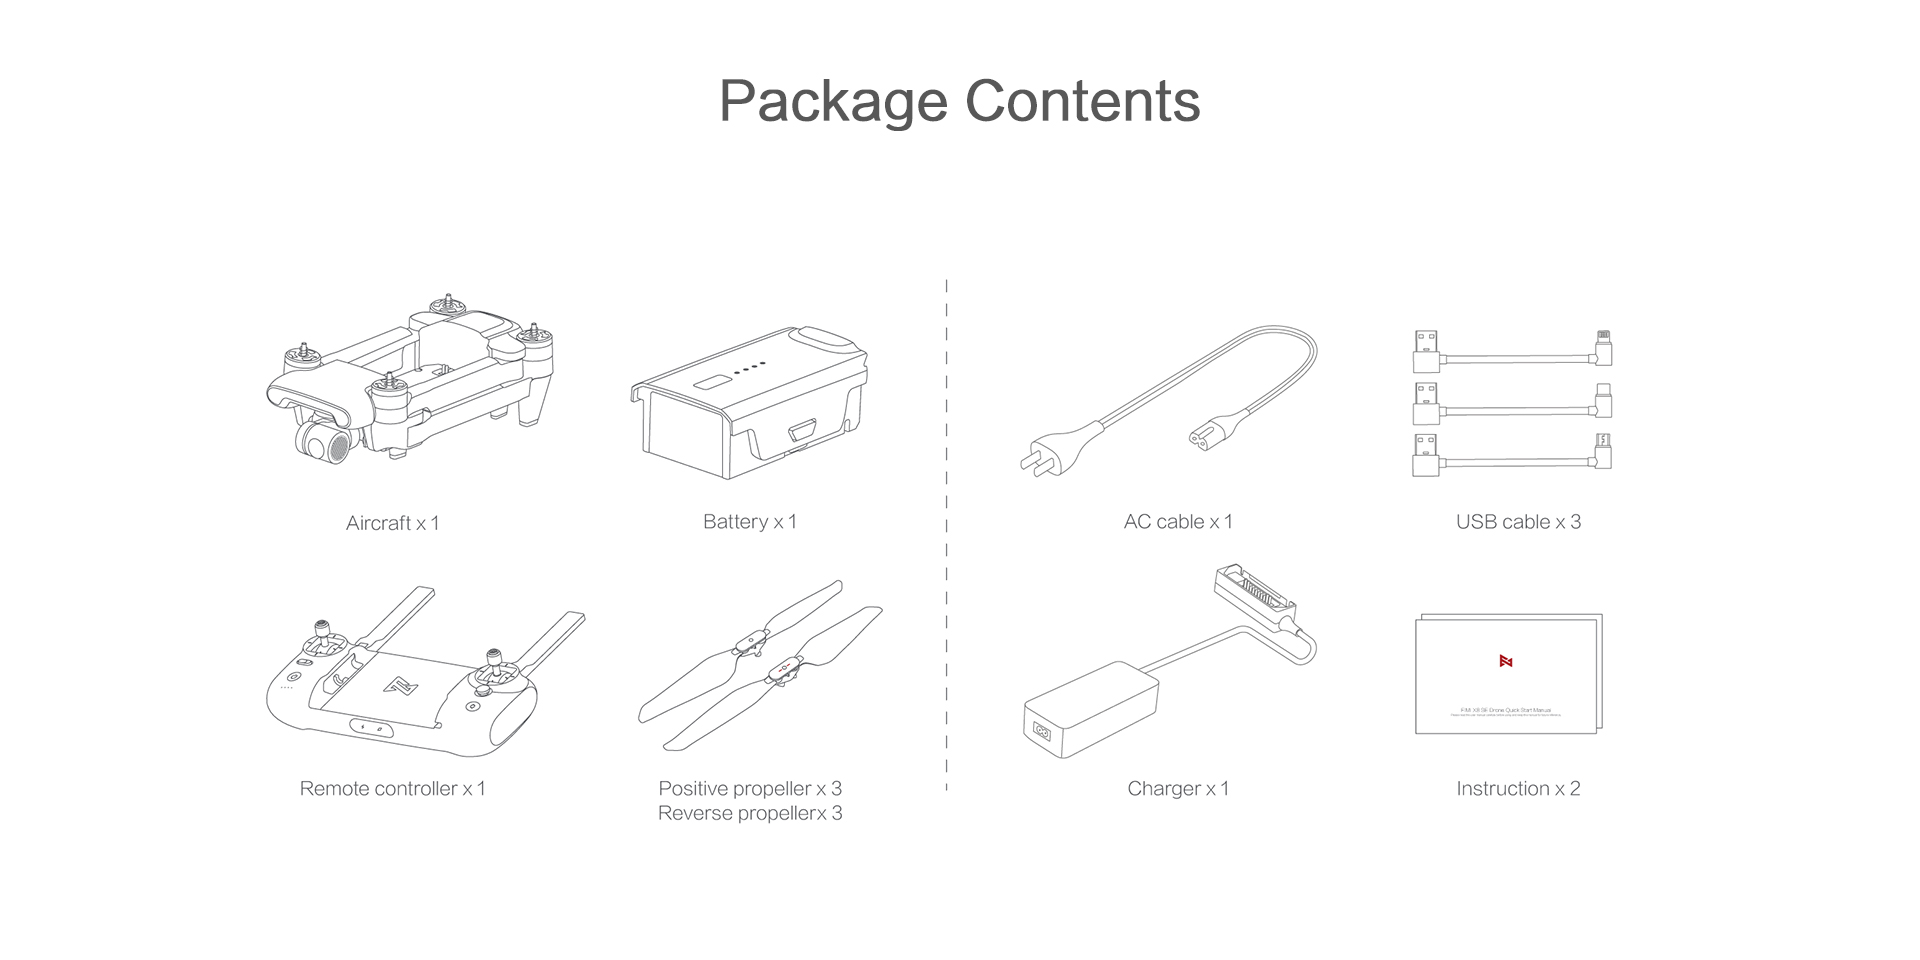 Package Contents
Aircraft x 1
Battery x 1
AC cable x 1
USB cable x 3
Remote controller x 1
Positive propeller x 3
Reverse propellerx 3
Charger x 1
FIMI X8 SE Drone Quick Start Manual
Instruction x 2